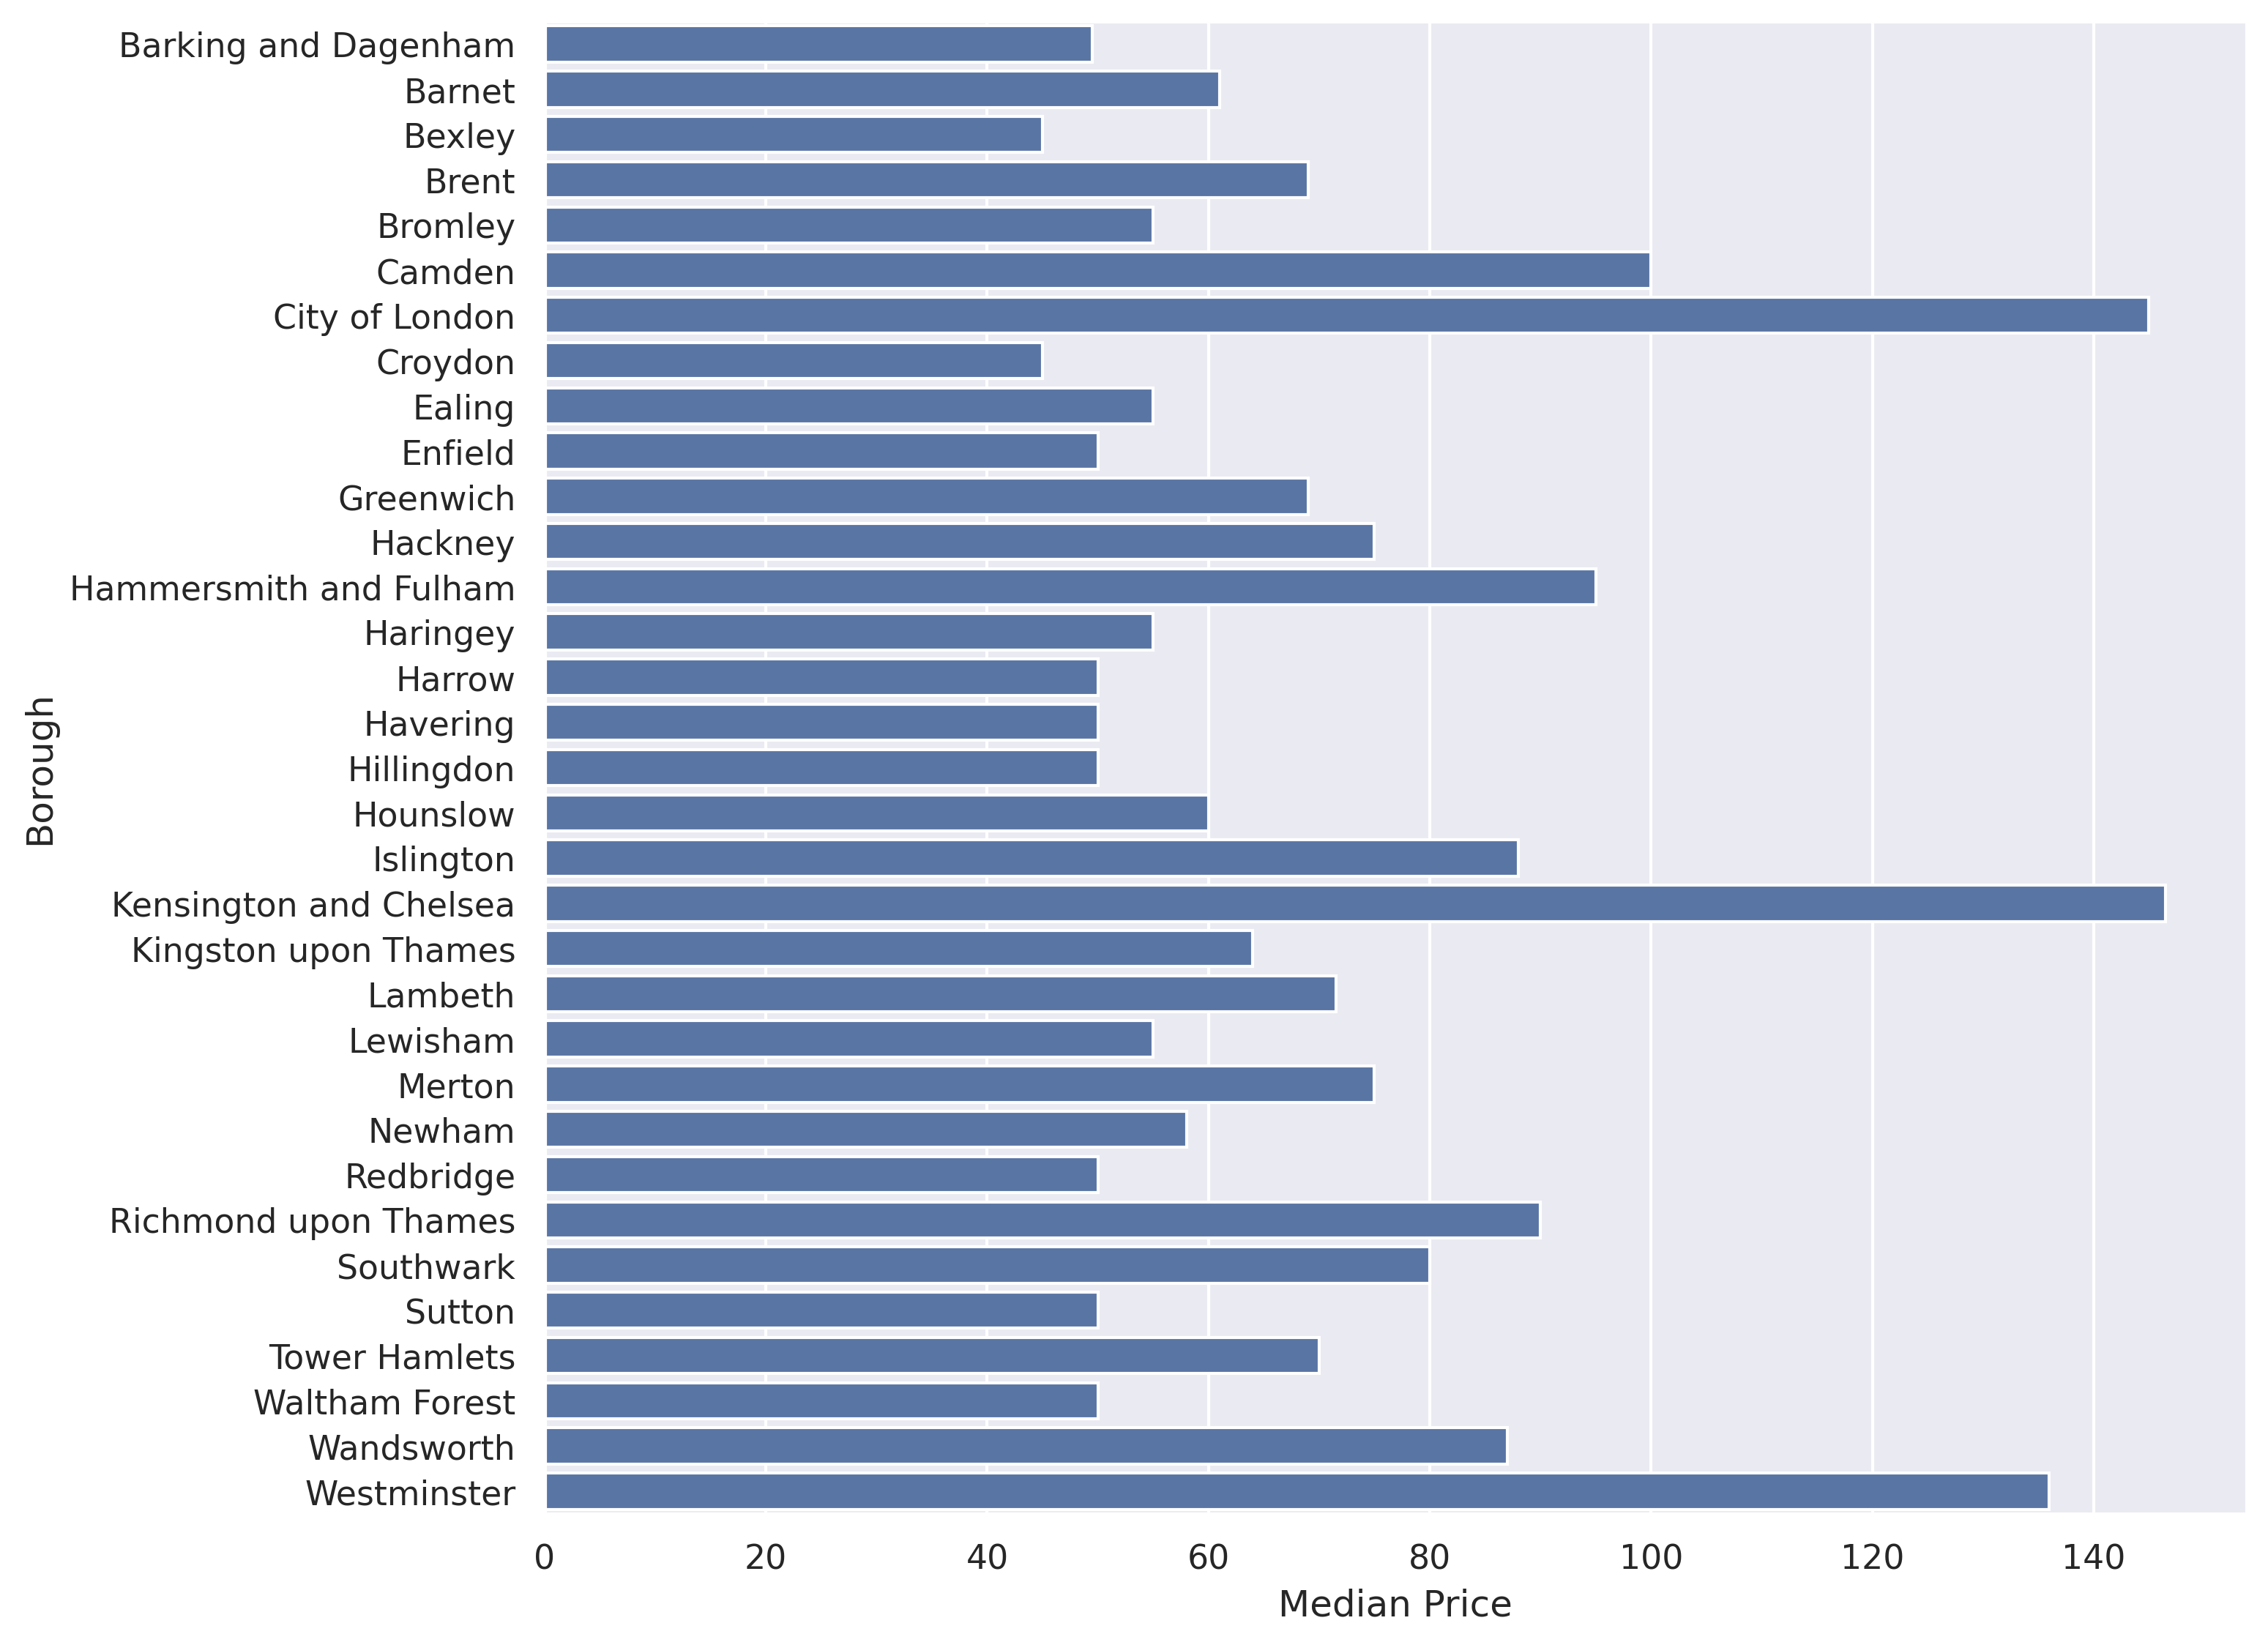 Barking and Dagenham
Barnet
Bexley
Brent
Bromley
Camden
City of London
Croydon
Ealing
Enfield
Greenwich
Hackney
Hammersmith and Fulham
Haringey
Harrow
Havering
Hillingdon
Hounslow
Islington
Kensington and Chelsea
Kingston upon Thames
Lambeth
Lewisham
Merton
Newham
Redbridge
Richmond upon Thames
Southwark
Sutton
Tower Hamlets
Waltham Forest
Wandsworth
Westminster
Borough
0 20 40 60 80 100 120 140
Median Price